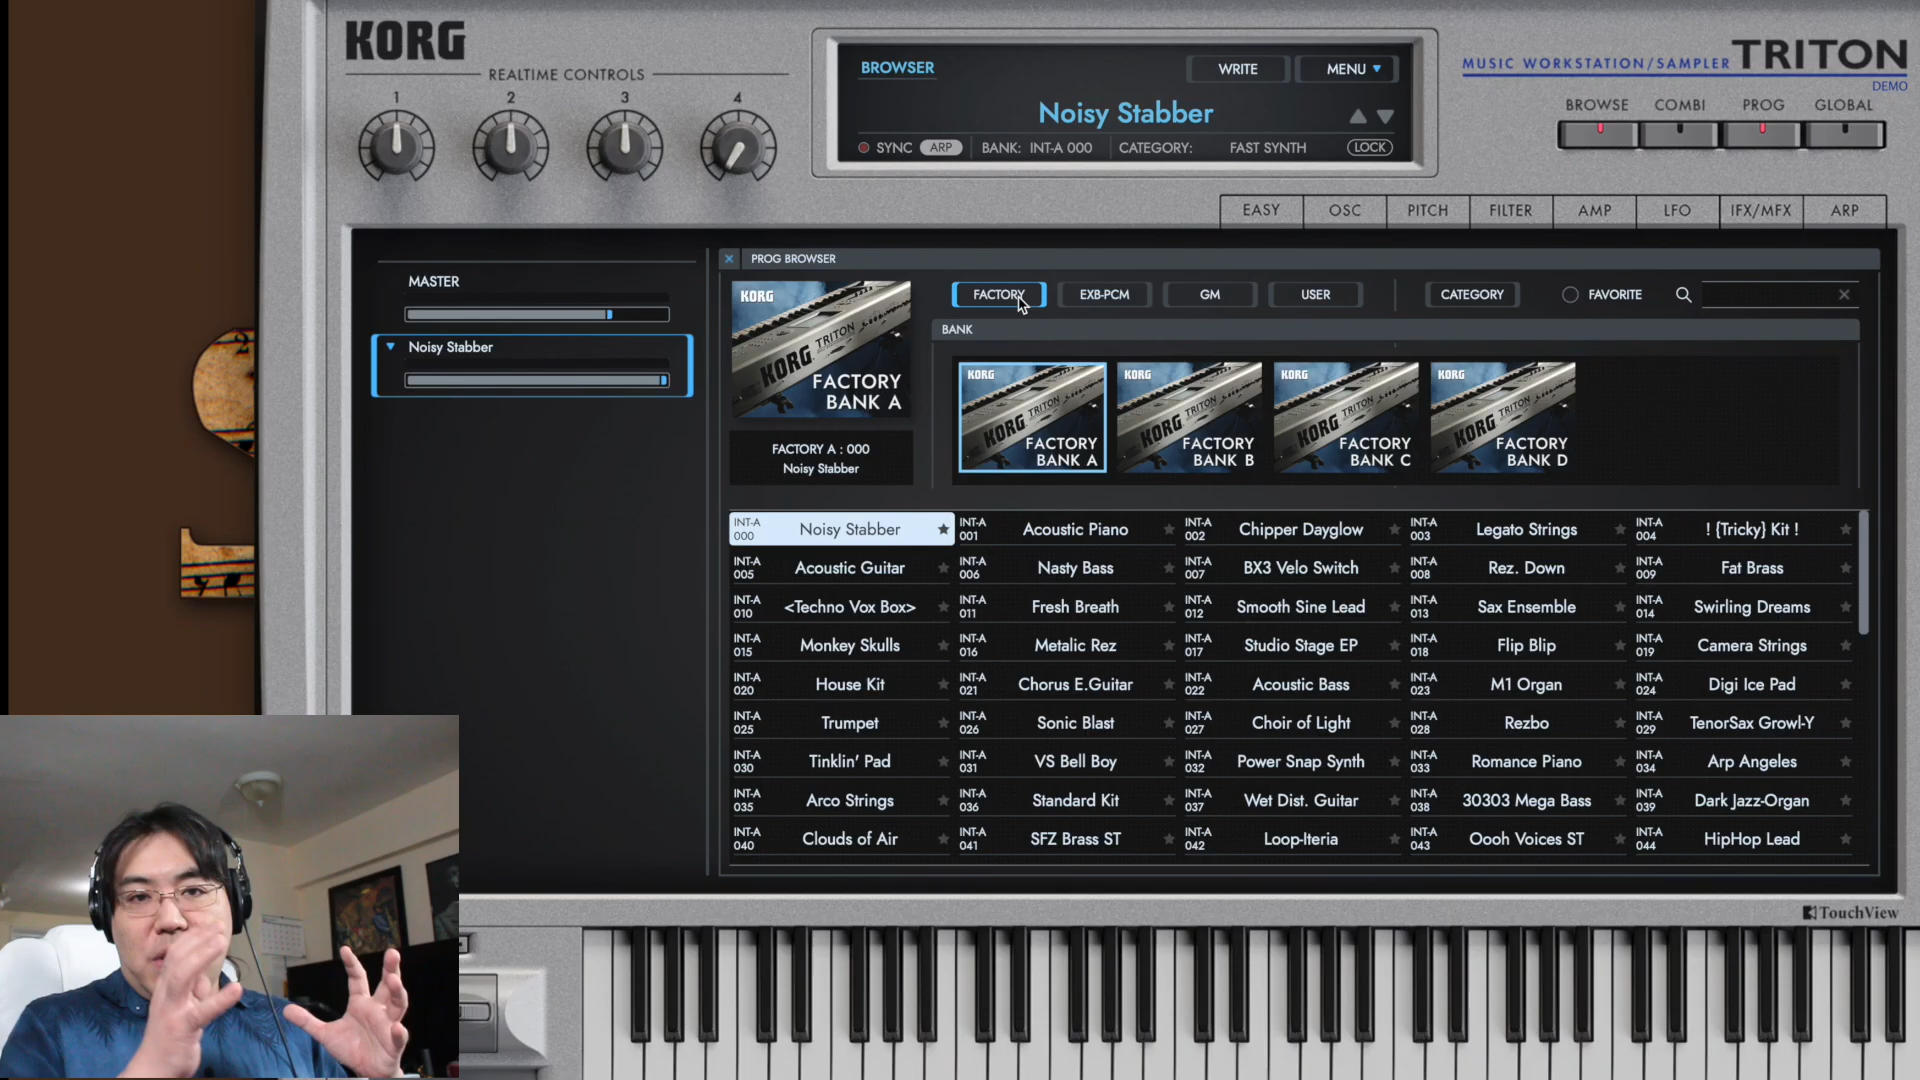 KORG
REALTIME CONTROLS
1 2 3 4
BROWSER
WRITE
MENU
Noisy Stabber
SYNC ARP BANK: INT-A 000 CATEGORY: FAST SYNTH LOCK
MUSIC WORKSTATION/SAMPLER TRITON
DEMO
BROWSE COMBI PROG GLOBAL
EASY OSC PITCH FILTER AMP LFO IFX/MFX ARP
MASTER
Noisy Stabber
PROG BROWSER
FACTORY EXB-PCM GM USER CATEGORY FAVORITE
BANK
KORG
KORG TRITON
FACTORY
BANK A
FACTORY A : 000
Noisy Stabber
KORG
KORG TRITON
FACTORY
BANK A
KORG
KORG TRITON
FACTORY
BANK B
KORG
KORG TRITON
FACTORY
BANK C
KORG
KORG TRITON
FACTORY
BANK D
INT-A 000 Noisy Stabber INT-A 001 Acoustic Piano INT-A 002 Chipper Dayglow INT-A 003 Legato Strings INT-A 004 ! {Tricky} Kit !
INT-A 005 Acoustic Guitar INT-A 006 Nasty Bass INT-A 007 BX3 Velo Switch INT-A 008 Rez. Down INT-A 009 Fat Brass
INT-A 010 <Techno Vox Box> INT-A 011 Fresh Breath INT-A 012 Smooth Sine Lead INT-A 013 Sax Ensemble INT-A 014 Swirling Dreams
INT-A 015 Monkey Skulls INT-A 016 Metalic Rez INT-A 017 Studio Stage EP INT-A 018 Flip Blip INT-A 019 Camera Strings
INT-A 020 House Kit INT-A 021 Chorus E.Guitar INT-A 022 Acoustic Bass INT-A 023 M1 Organ INT-A 024 Digi Ice Pad
INT-A 025 Trumpet INT-A 026 Sonic Blast INT-A 027 Choir of Light INT-A 028 Rezbo INT-A 029 TenorSax Growl-Y
INT-A 030 Tinklin' Pad INT-A 031 VS Bell Boy INT-A 032 Power Snap Synth INT-A 033 Romance Piano INT-A 034 Arp Angeles
INT-A 035 Arco Strings INT-A 036 Standard Kit INT-A 037 Wet Dist. Guitar INT-A 038 30303 Mega Bass INT-A 039 Dark Jazz-Organ
INT-A 040 Clouds of Air INT-A 041 SFZ Brass ST INT-A 042 Loop-Iteria INT-A 043 Oooh Voices ST INT-A 044 HipHop Lead
TouchView